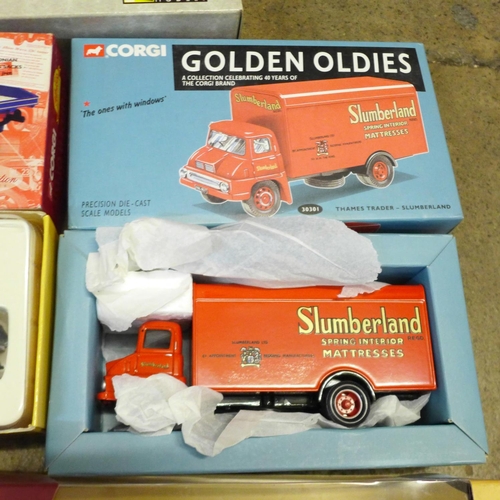 CORGI
GOLDEN OLDIES
A COLLECTION CELEBRATING 40 YEARS OF
THE CORGI BRAND
'The ones with windows'
Slumberland
Slumberland
SPRING INTERIOR
MATTRESSES
PRECISION DIE-CAST
SCALE MODELS
30301
THAMES TRADER – SLUMBERLAND
CORGI
Slumberland
SPRING INTERIOR
MATTRESSES